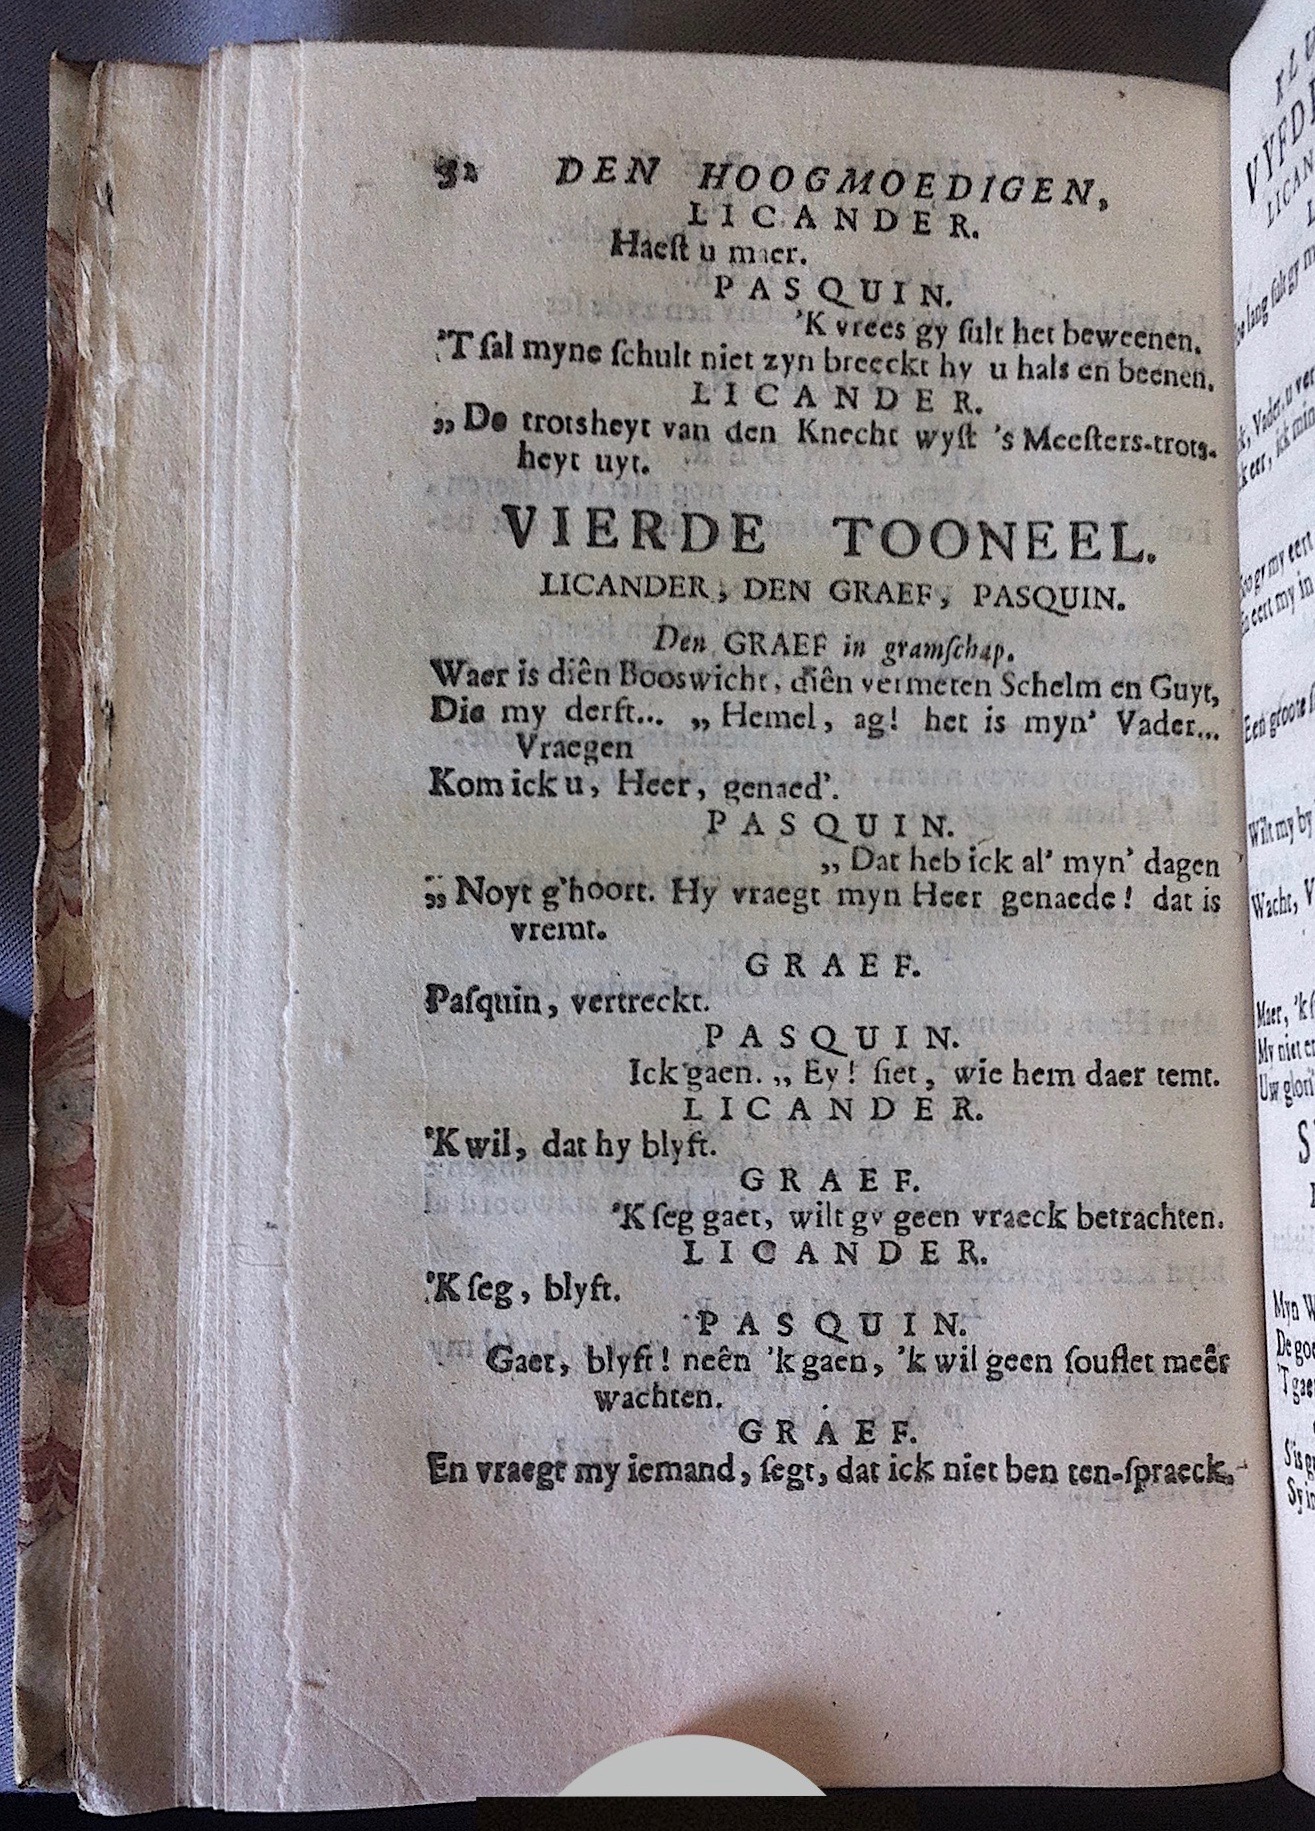 32 DEN HOOGMOEDIGEN,
LICANDER.
Haeſt u maer.
PASQUIN.
'K vrees gy ſult het beweenen.
'T ſal myne ſchult niet zyn breeckt hy u hals en beenen.
LICANDER.
„ De trotsheyt van den Knecht wyſt 's Meeſters-trots-
heyt uyt.
VIERDE TOONEEL.
LICANDER, DEN GRAEF, PASQUIN.
Den GRAEF in gramſchap.
Waer is diên Booswicht, diên vermeten Schelm en Guyt,
Die my derft... „ Hemel, ag! het is myn' Vader...
Vraegen
Kom ick u, Heer, genaed'.
PASQUIN.
„ Dat heb ick al' myn' dagen
„ Noyt g'hoort. Hy vraegt myn Heer genaede! dat is
vremt.
GRAEF.
Paſquin, vertreckt.
PASQUIN.
Ick gaen. „ Ey! ſiet, wie hem daer temt.
LICANDER.
'K wil, dat hy blyft.
GRAEF.
'K ſeg gaet, wilt gy geen vraeck betrachten.
LICANDER.
'K ſeg, blyft.
PASQUIN.
Gaet, blyft! neên 'k gaen, 'k wil geen ſouflet meêr
wachten.
GRAEF.
En vraegt my iemand, ſegt, dat ick niet ben ten-ſpraeck.